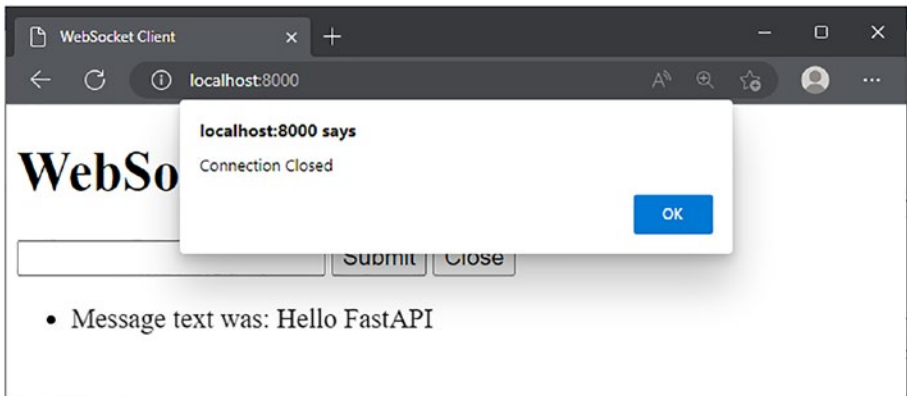 WebSocket Client
localhost:8000
localhost:8000 says
Connection Closed
OK
WebSo
Submit Close
Message text was: Hello FastAPI